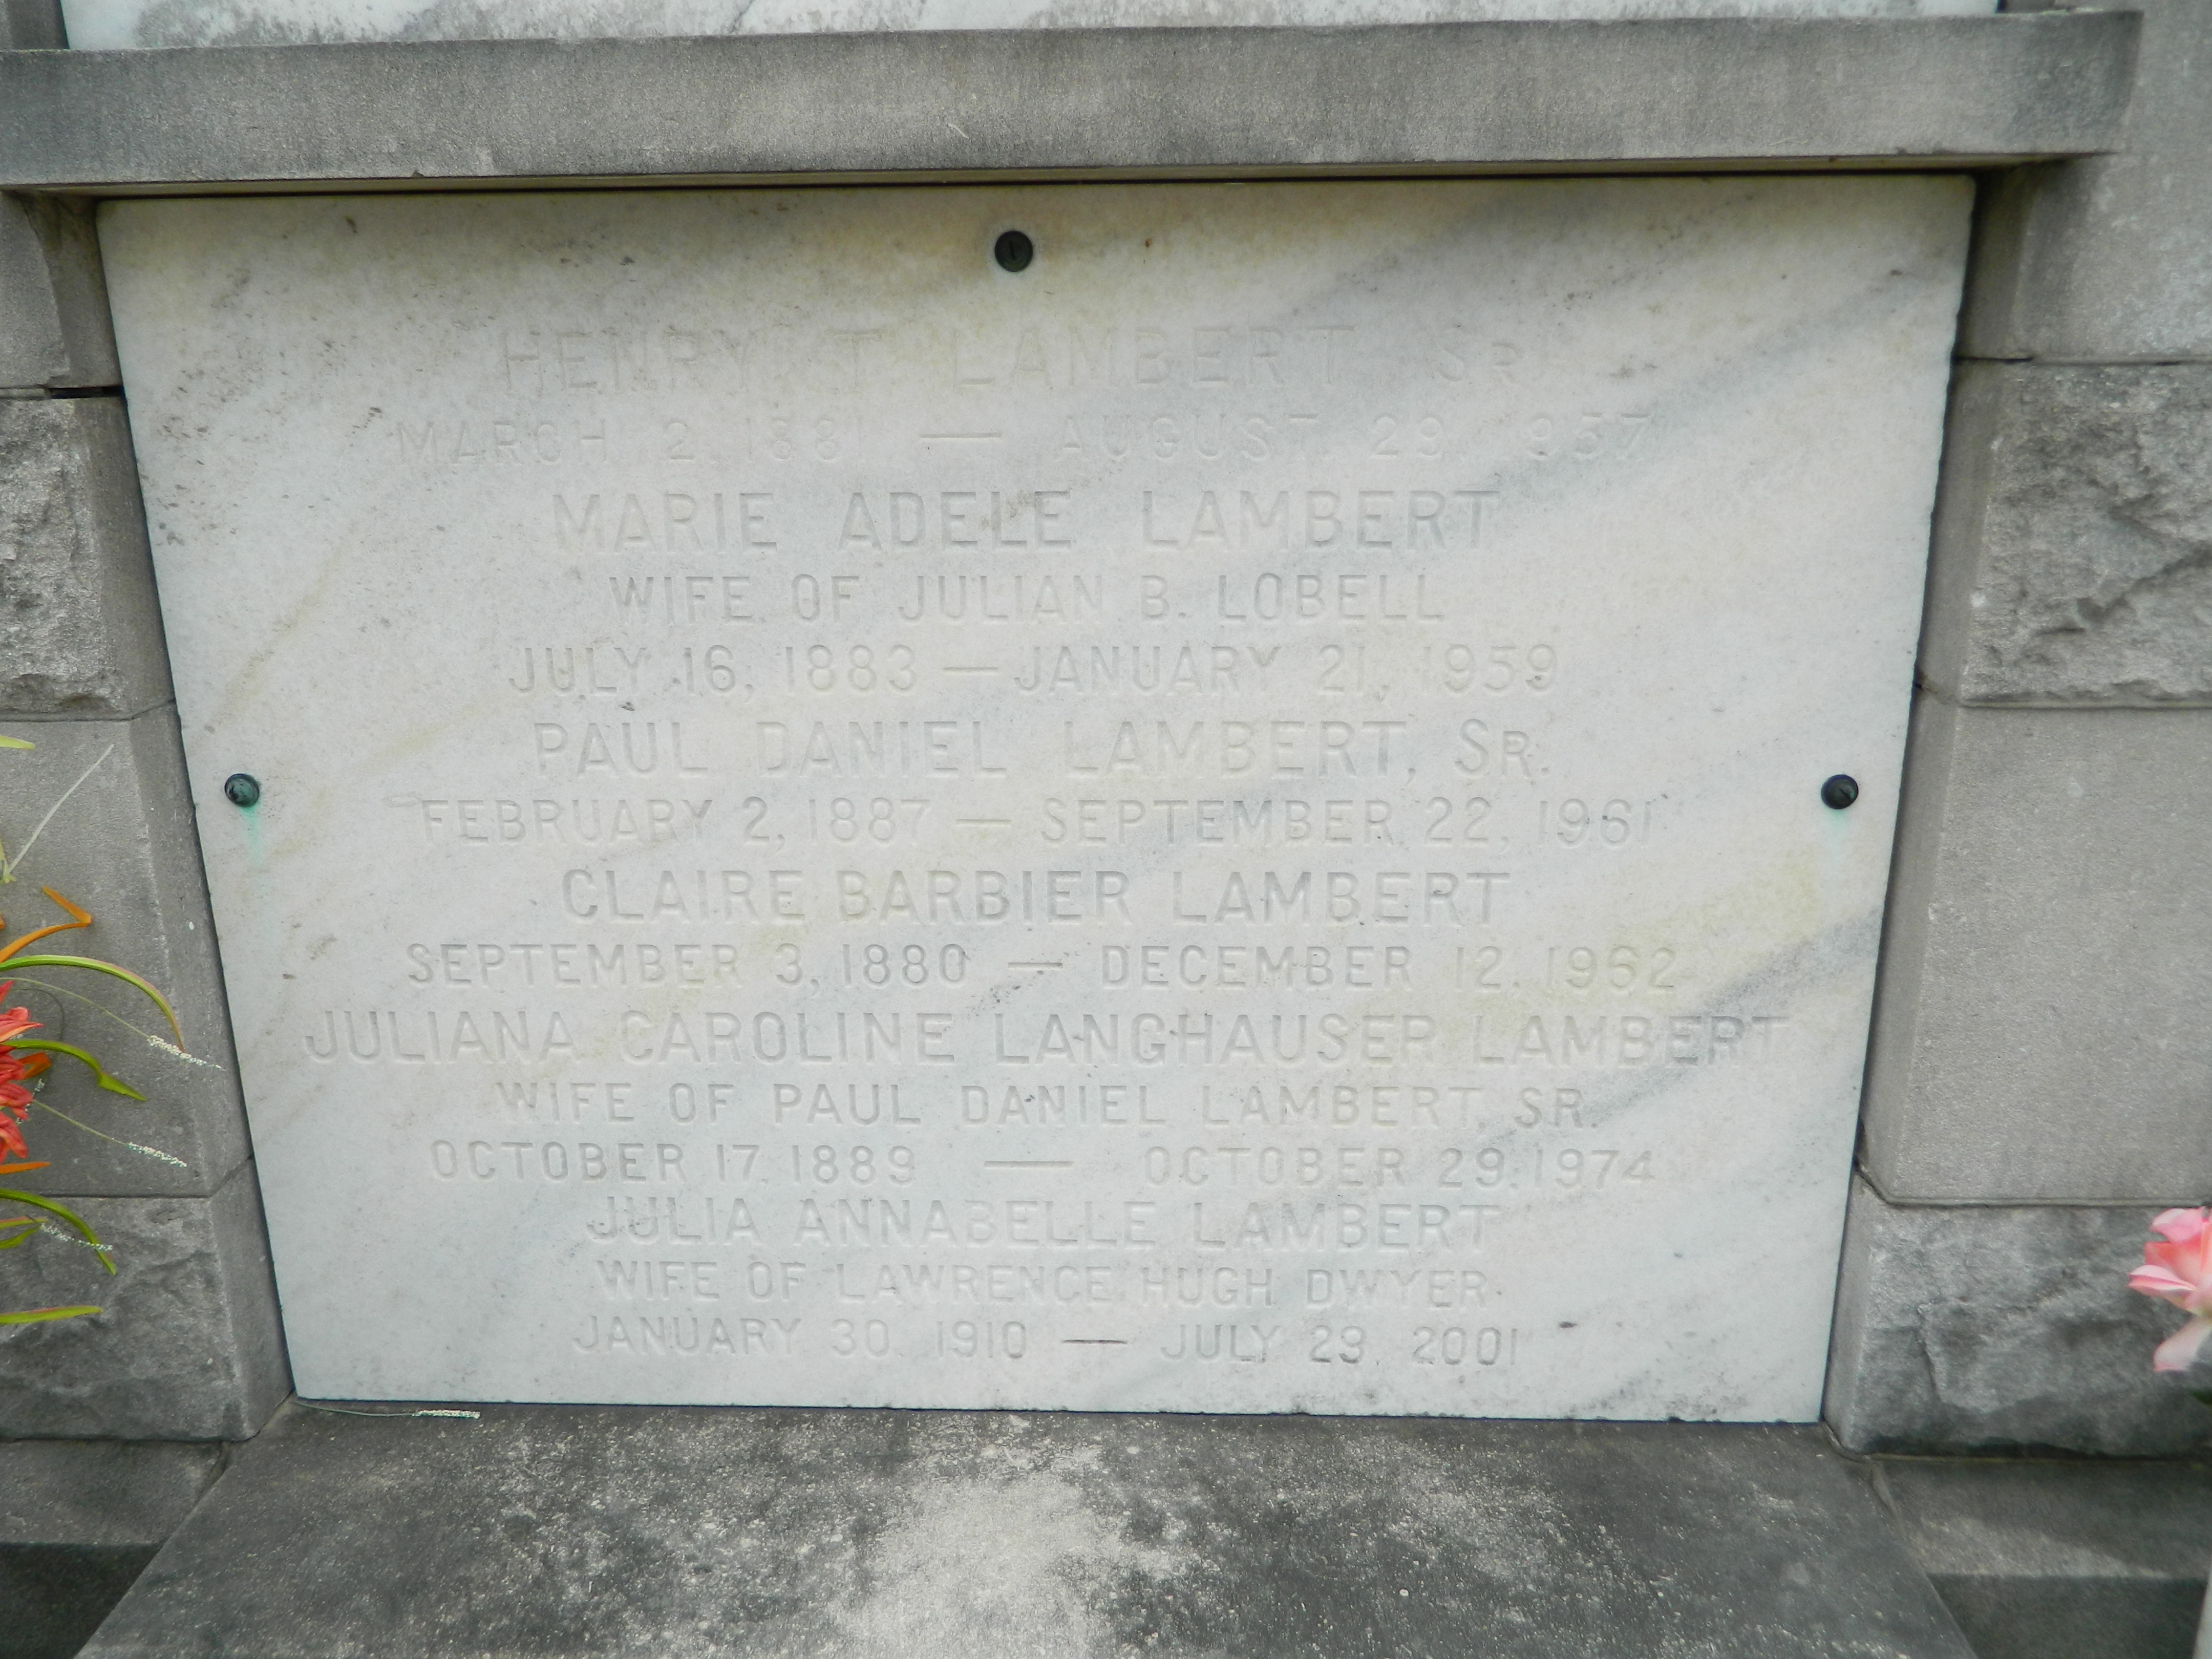 HENRY T LAMBERT SR
MARCH 2, 1881 — AUGUST 29,
MARIE ADELE LAMBERT
WIFE OF JULIAN B. LOBELL
JULY 16, 1883 — JANUARY 21, 1959
PAUL DANIEL LAMBERT, SR.
FEBRUARY 2, 1887 — SEPTEMBER 22, 1961
CLAIRE BARBIER LAMBERT
SEPTEMBER 3, 1880 — DECEMBER 12, 1962
JULIANA CAROLINE LANGHAUSER LAMBERT
WIFE OF PAUL DANIEL LAMBERT, SR.
OCTOBER 17, 1889 — OCTOBER 29, 1974
JULIA ANNABELLE LAMBERT
WIFE OF LAWRENCE HUGH DWYER
JANUARY 30, 1910 — JULY 29, 2001